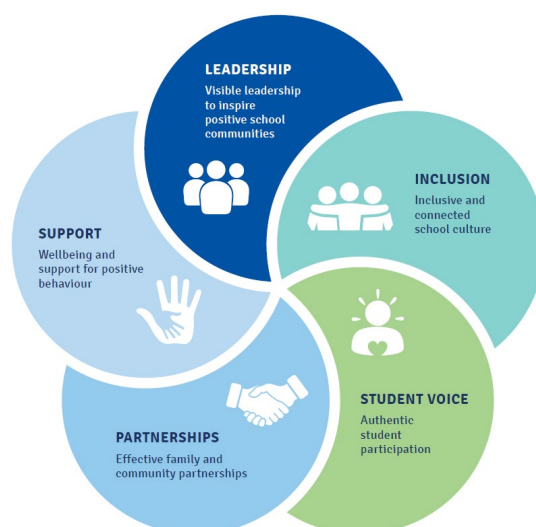 LEADERSHIP
Visible leadership
to inspire
positive school
communities
INCLUSION
Inclusive and
connected
school culture
STUDENT VOICE
Authentic
student
participation
PARTNERSHIPS
Effective family and
community partnerships
SUPPORT
Wellbeing and
support for positive
behaviour